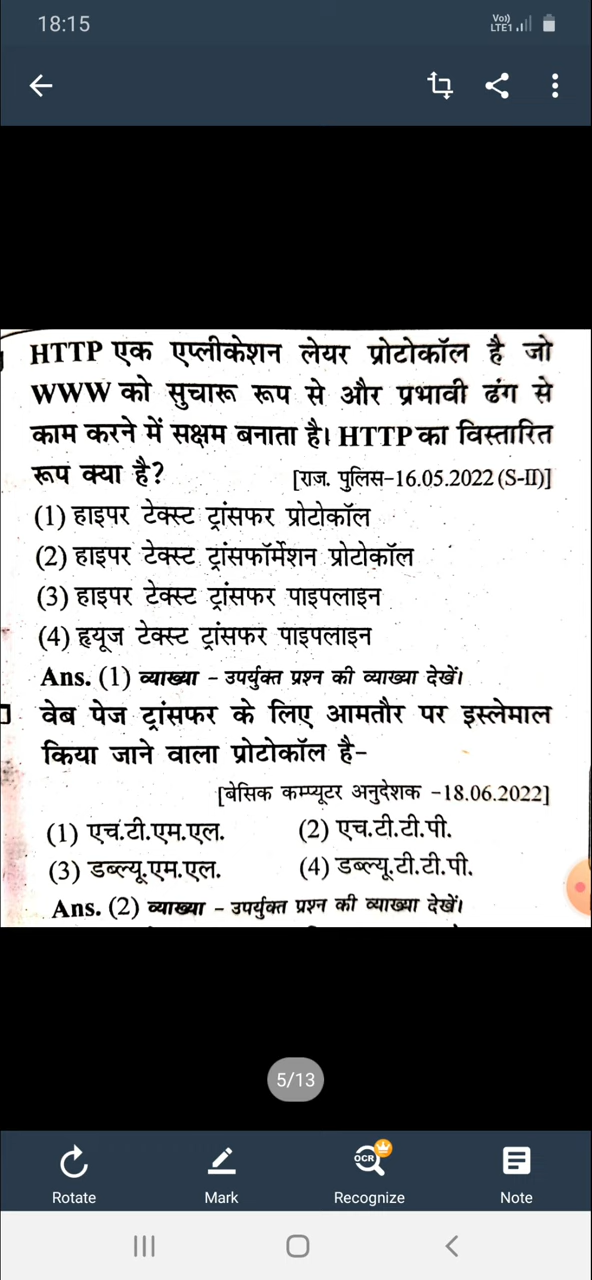 18:15
Vo))
LTE1
HTTP एक एप्लीकेशन लेयर प्रोटोकॉल है जो
WWW को सुचारू रूप से और प्रभावी ढंग से
काम करने में सक्षम बनाता है। HTTP का विस्तारित
रूप क्या है? [राज. पुलिस-16.05.2022 (S-II)]
(1) हाइपर टेक्स्ट ट्रांसफर प्रोटोकॉल
(2) हाइपर टेक्स्ट ट्रांसफॉर्मेशन प्रोटोकॉल
(3) हाइपर टेक्स्ट ट्रांसफर पाइपलाइन
(4) हयूज टेक्स्ट ट्रांसफर पाइपलाइन
Ans. (1) व्याख्या - उपर्युक्त प्रश्न की व्याख्या देखें।
वेब पेज ट्रांसफर के लिए आमतौर पर इस्तेमाल
किया जाने वाला प्रोटोकॉल है-
[बेसिक कम्प्यूटर अनुदेशक -18.06.2022]
(1) एच.टी.एम.एल. (2) एच.टी.टी.पी.
(3) डब्ल्यू.एम.एल. (4) डब्ल्यू.टी.टी.पी.
Ans. (2) व्याख्या - उपर्युक्त प्रश्न की व्याख्या देखें।
5/13
OCR
Rotate Mark Recognize Note